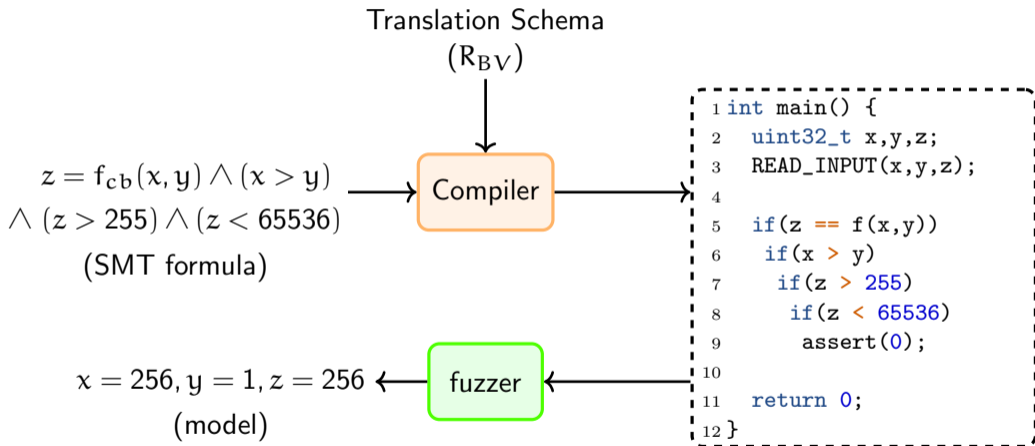 Translation Schema
(R_BV)
z = f_cb(x, y) ∧ (x > y)
∧ (z > 255) ∧ (z < 65536)
(SMT formula)
Compiler
1 int main() {
2 uint32_t x,y,z;
3 READ_INPUT(x,y,z);
4
5 if(z == f(x,y))
6 if(x > y)
7 if(z > 255)
8 if(z < 65536)
9 assert(0);
10
11 return 0;
12 }
fuzzer
x = 256, y = 1, z = 256
(model)